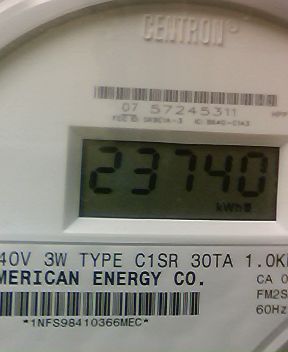 CENTRON®
07 57245311
23740
kWh
40V 3W TYPE C1SR 30TA 1.0K
MERICAN ENERGY CO.
CA 0
FM2S
60Hz
*1NFS98410366MEC*